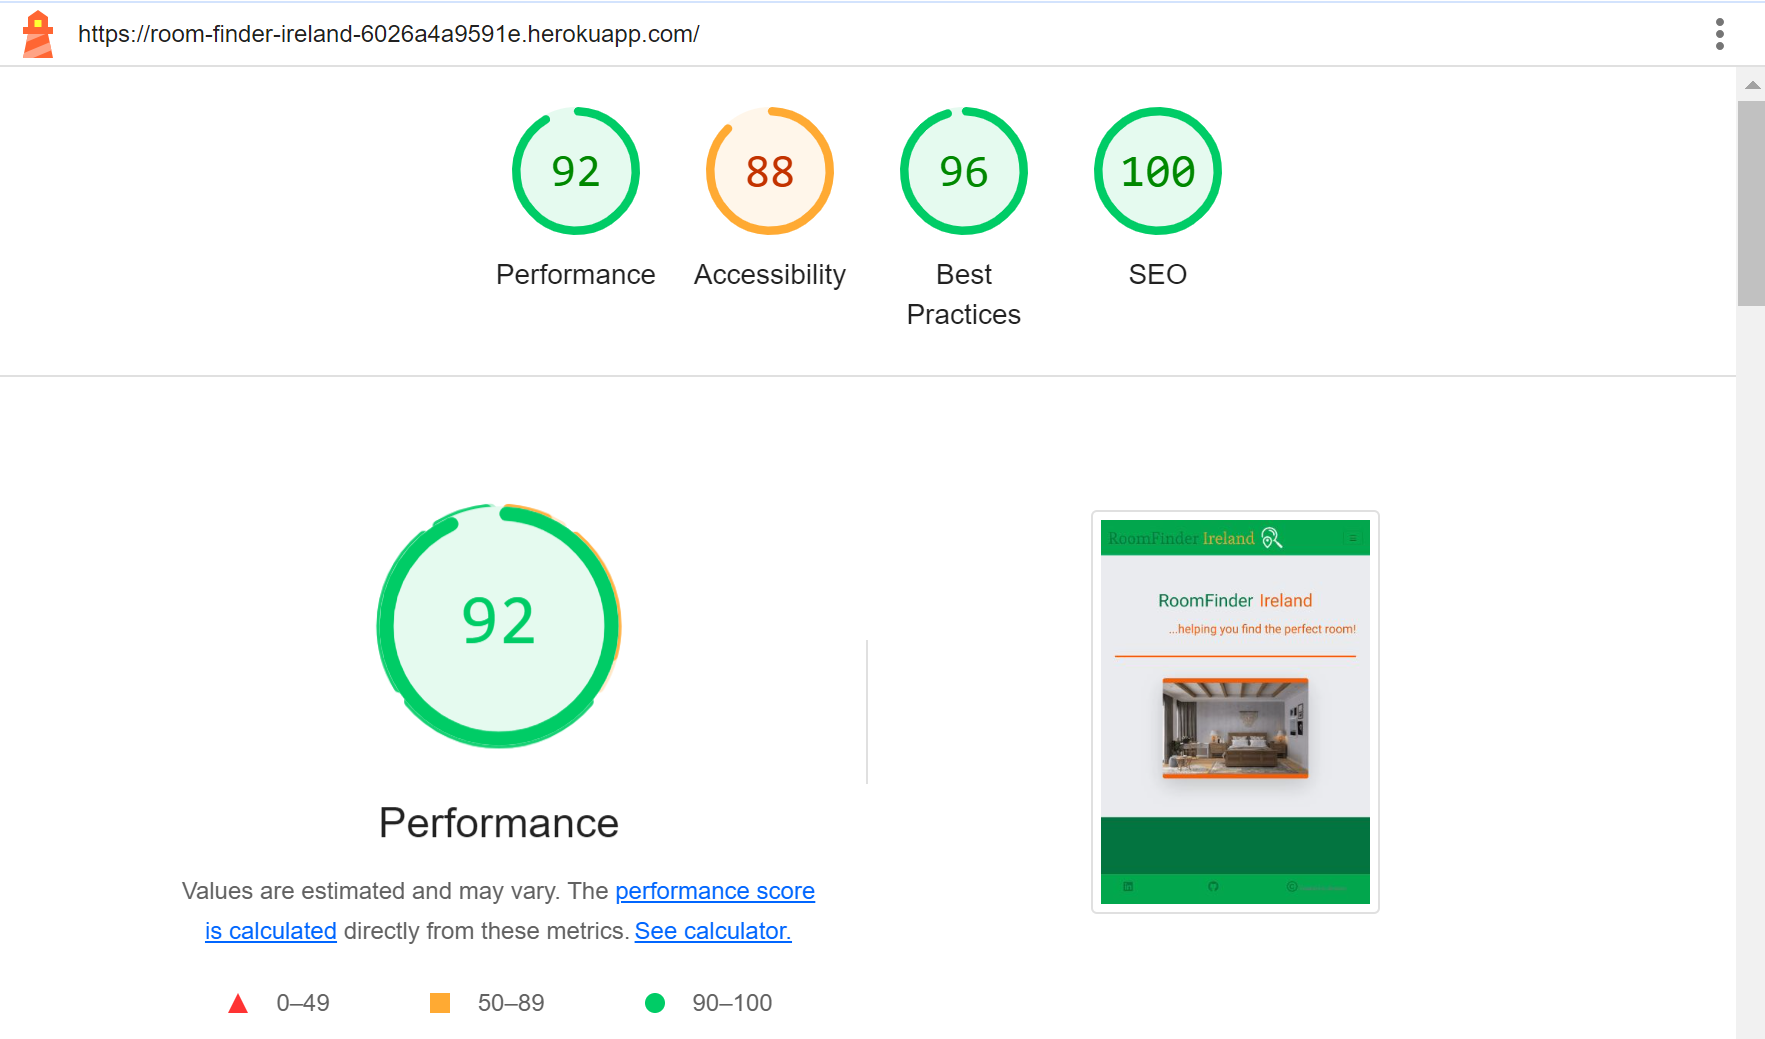 https://room-finder-ireland-6026a4a9591e.herokuapp.com/
92
88
96
100
Performance
Accessibility
Best
Practices
SEO
92
Performance
Values are estimated and may vary. The performance score
is calculated directly from these metrics. See calculator.
0–49
50–89
90–100
RoomFinder Ireland
RoomFinder Ireland
...helping you find the perfect room!